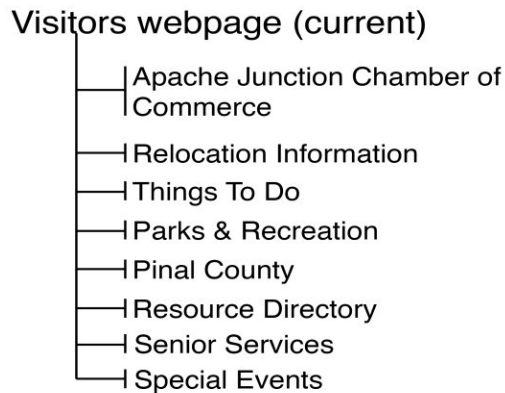 Visitors webpage (current)
Apache Junction Chamber of
Commerce
Relocation Information
Things To Do
Parks & Recreation
Pinal County
Resource Directory
Senior Services
Special Events